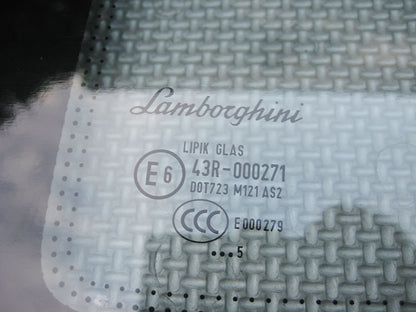 Lamborghini
LIPIK GLAS
E6 43R-000271
DOT723 M121 AS2
CCC E000279
....5